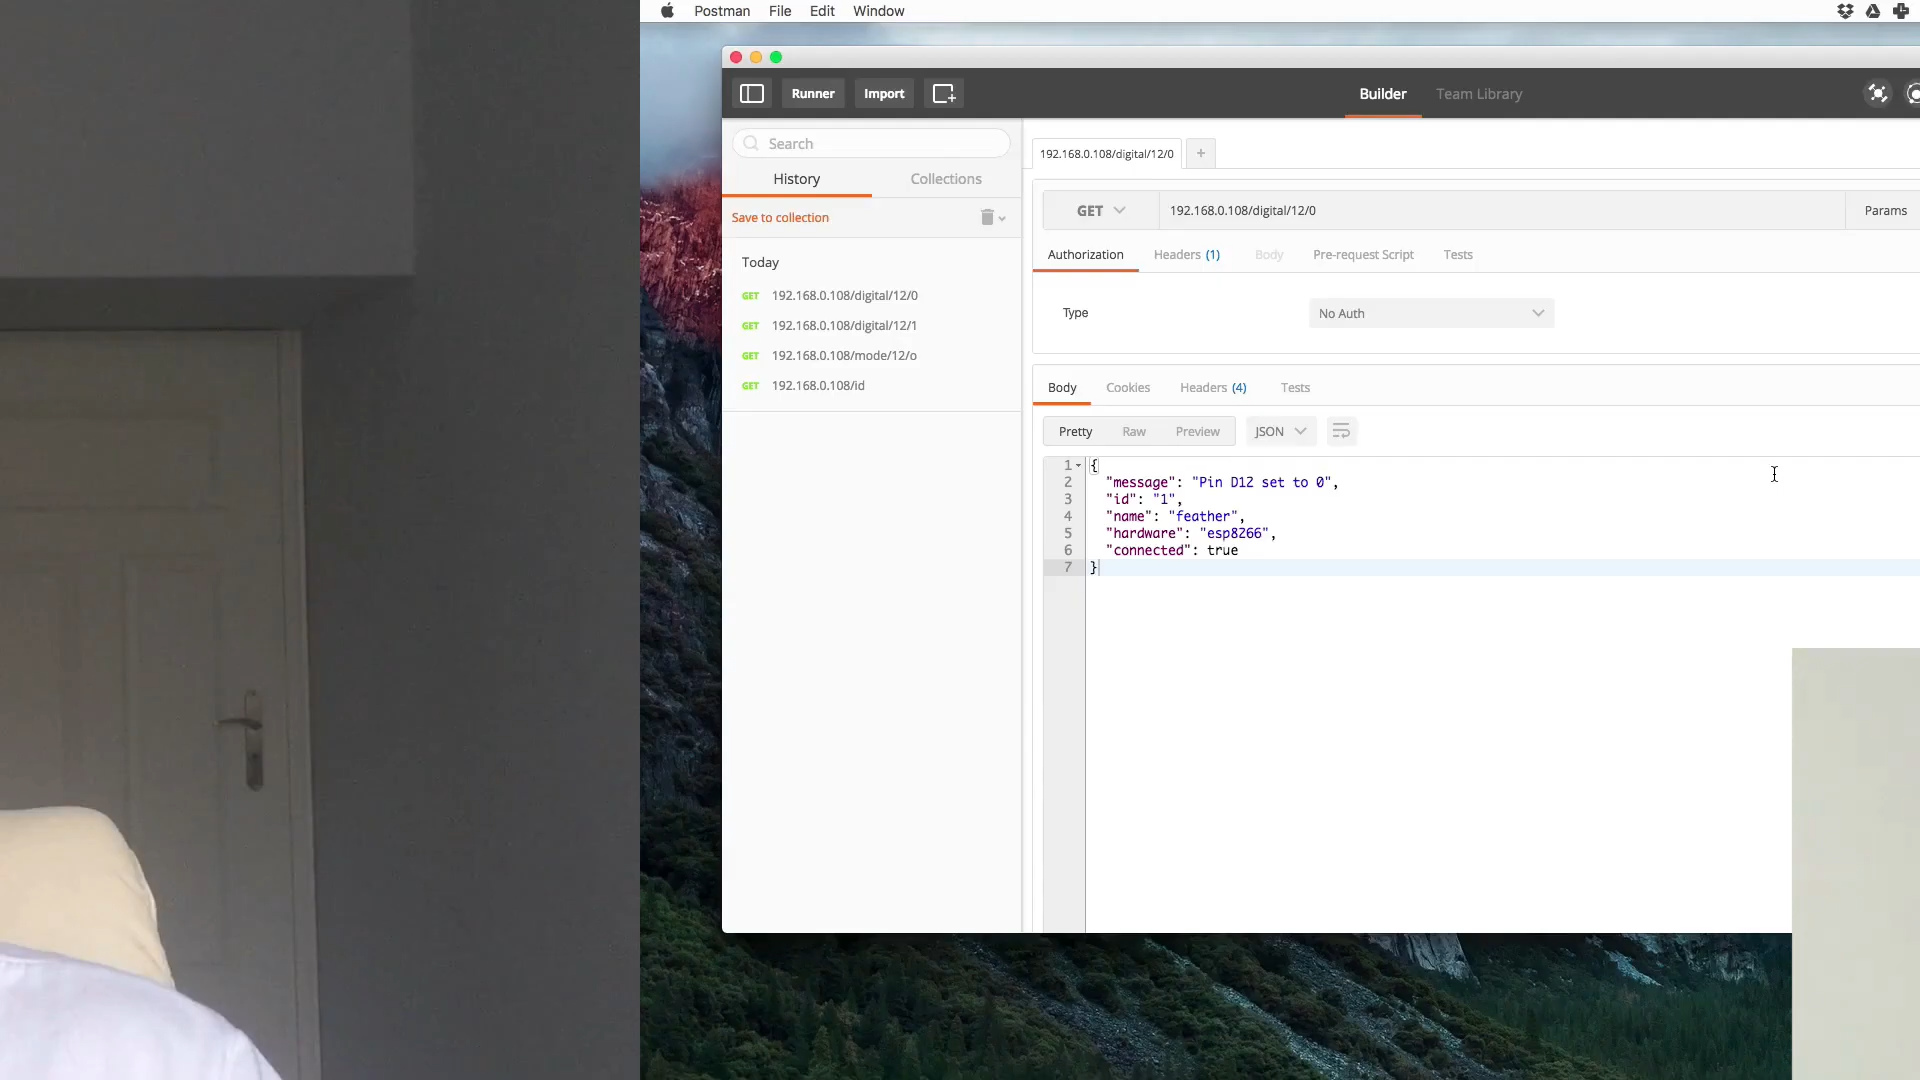 Postman File Edit Window
Runner Import Builder Team Library
Search
History Collections
Save to collection
Today
GET 192.168.0.108/digital/12/0
GET 192.168.0.108/digital/12/1
GET 192.168.0.108/mode/12/o
GET 192.168.0.108/id
192.168.0.108/digital/12/0 +
GET 192.168.0.108/digital/12/0 Params
Authorization Headers (1) Body Pre-request Script Tests
Type No Auth
Body Cookies Headers (4) Tests
Pretty Raw Preview JSON
1 {
2 "message": "Pin D12 set to 0",
3 "id": "1",
4 "name": "feather",
5 "hardware": "esp8266",
6 "connected": true
7 }